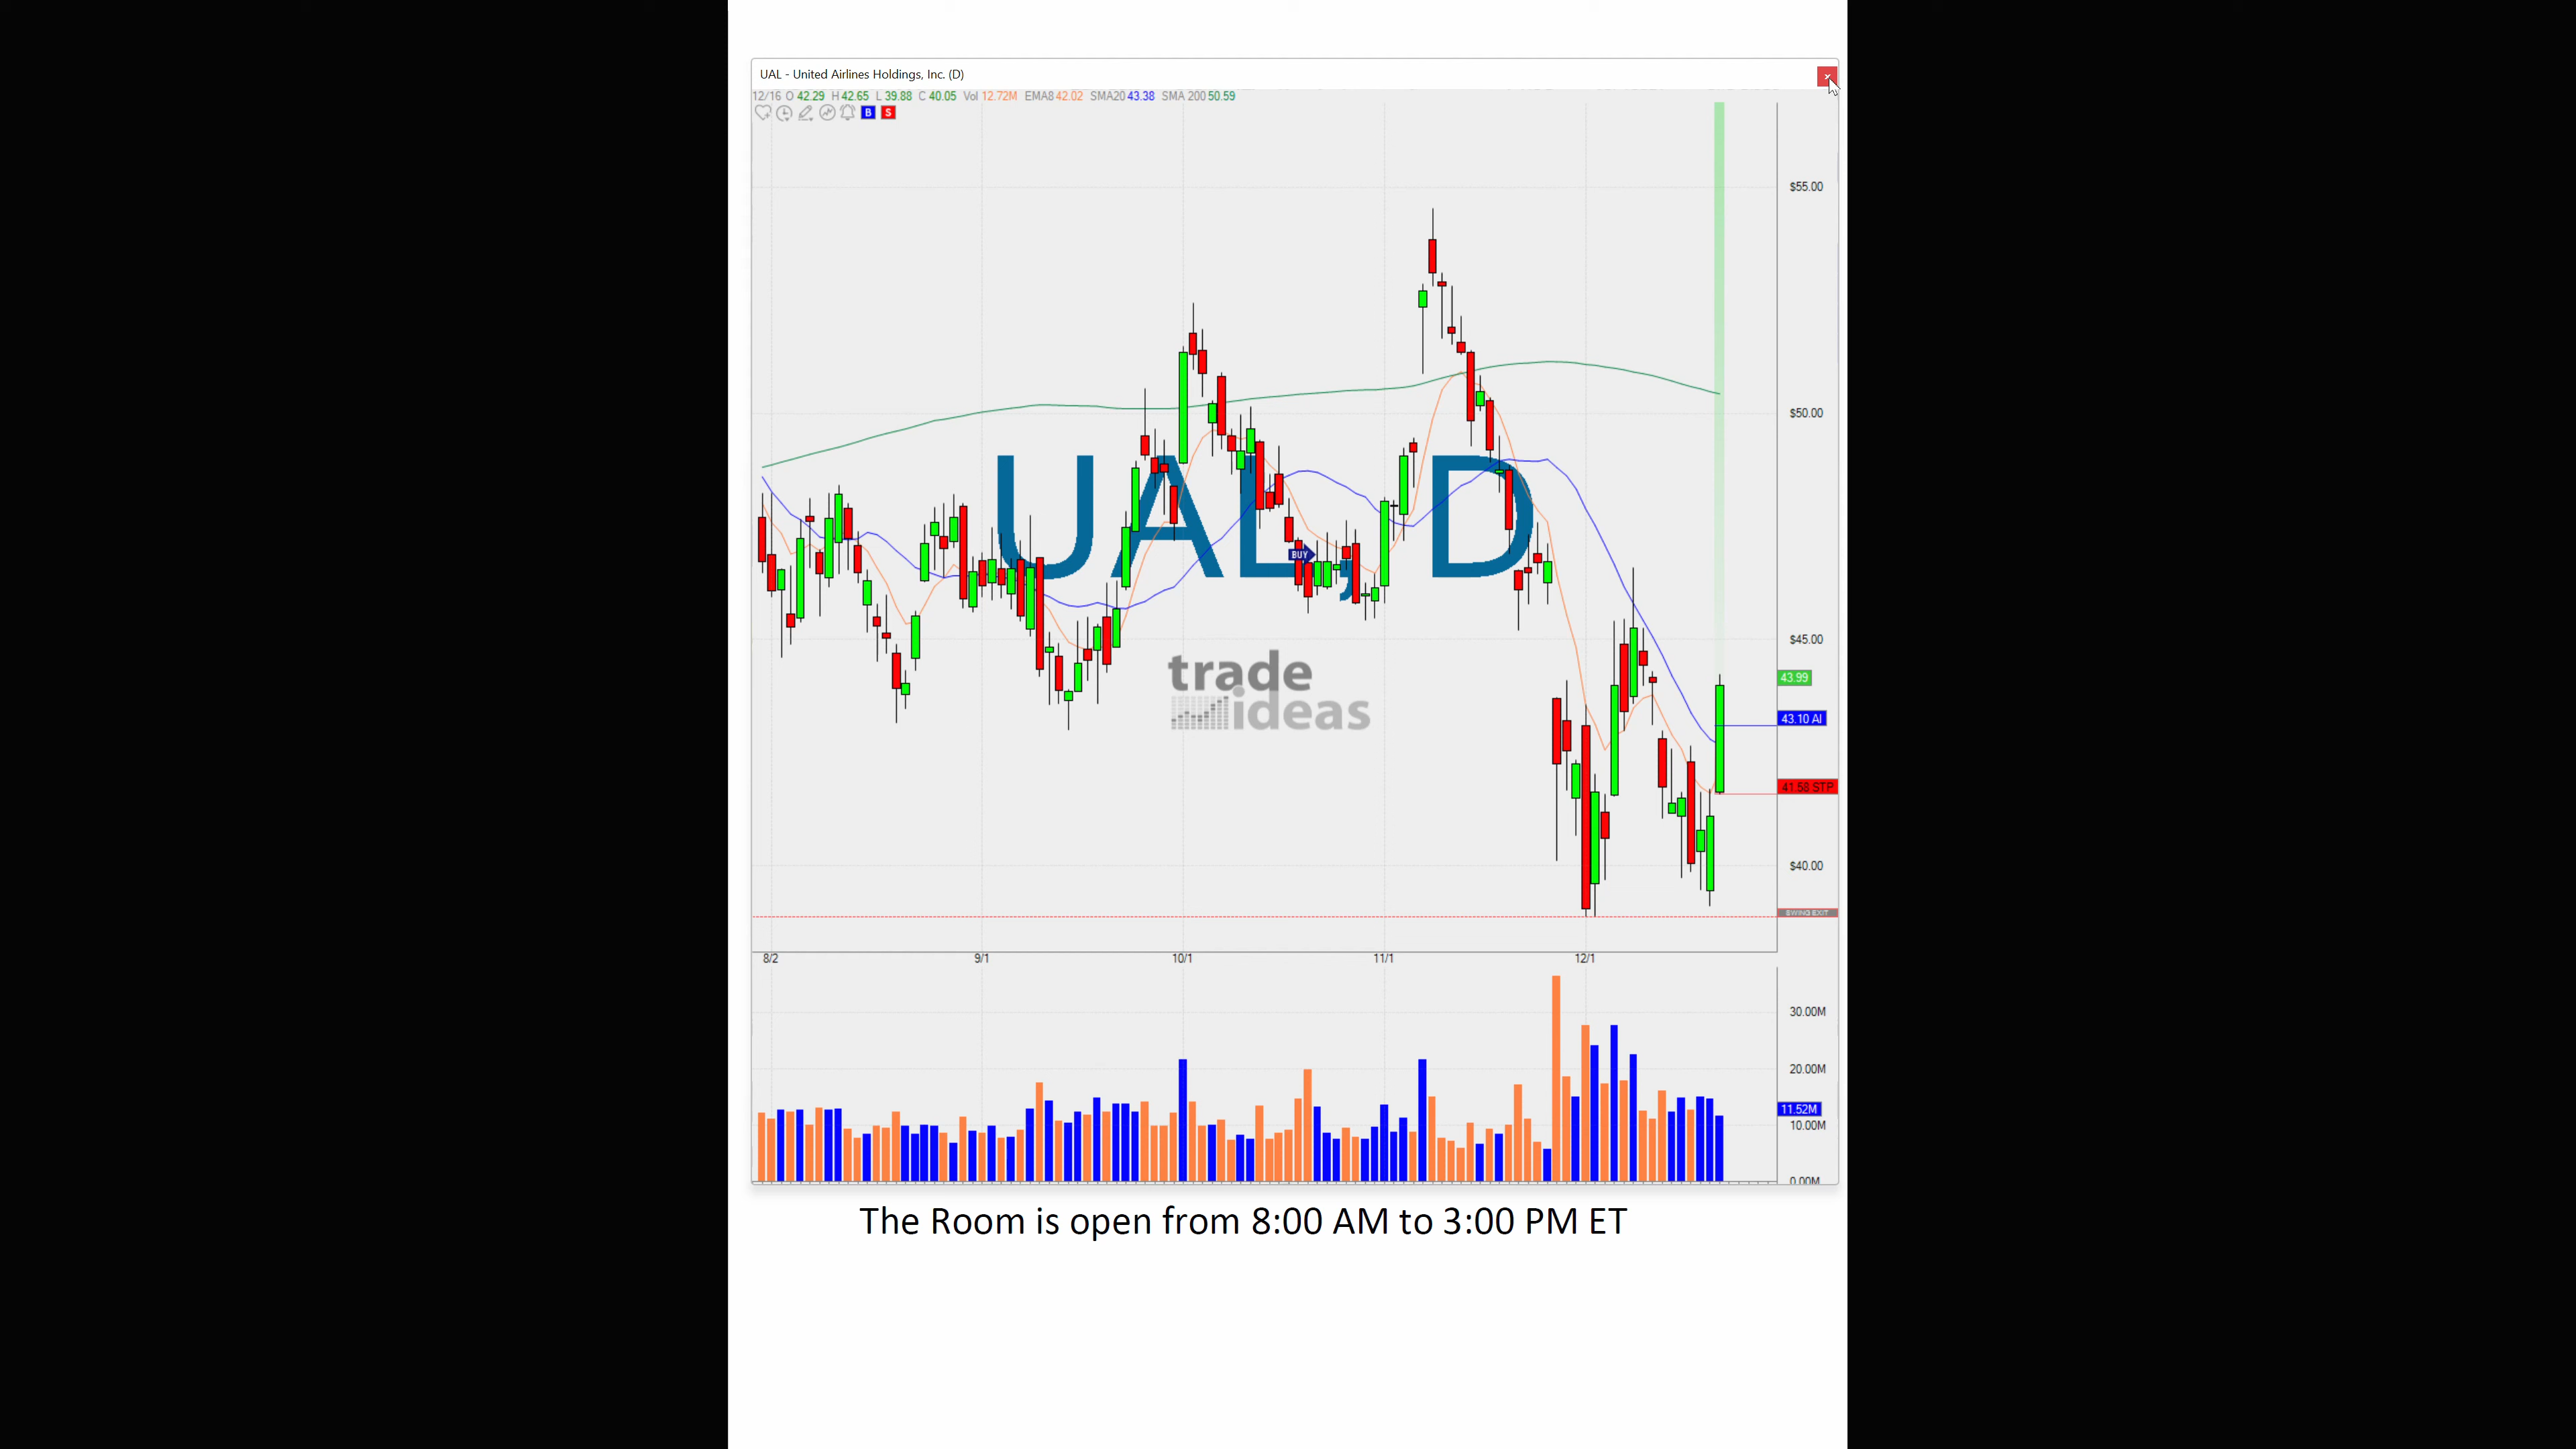 UAL - United Airlines Holdings, Inc. (D)
12/16 O 42.29 H 42.65 L 39.88 C 40.05 Vol 12.72M EMA8 42.02 SMA20 43.38 SMA 200 50.59
B S
$55.00
$50.00
UAL, D
BUY
$45.00
trade
ideas
43.99
43.10 AI
41.58 STP
$40.00
SWING EXIT
8/2 9/1 10/1 11/1 12/1
30.00M
20.00M
11.52M
10.00M
0.00M
The Room is open from 8:00 AM to 3:00 PM ET